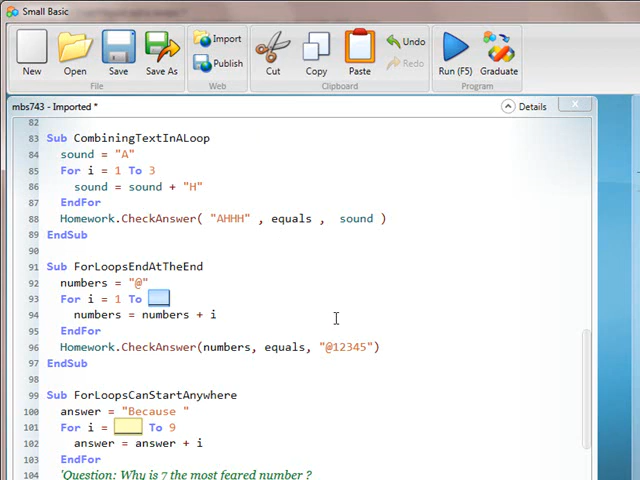 Small Basic
New
Open
Save
Save As
Import
Publish
Cut
Copy
Paste
Undo
Redo
Run (F5)
Graduate
File
Web
Clipboard
Program
mbs743 - Imported *
Details
82
83 Sub CombiningTextInALoop
84 sound = "A"
85 For i = 1 To 3
86 sound = sound + "H"
87 EndFor
88 Homework.CheckAnswer( "AHHH" , equals , sound )
89 EndSub
90
91 Sub ForLoopsEndAtTheEnd
92 numbers = "@"
93 For i = 1 To
94 numbers = numbers + i
95 EndFor
96 Homework.CheckAnswer(numbers, equals, "@12345")
97 EndSub
98
99 Sub ForLoopsCanStartAnywhere
100 answer = "Because "
101 For i = To 9
102 answer = answer + i
103 EndFor
104 'Question: Why is 7 the most feared number ?